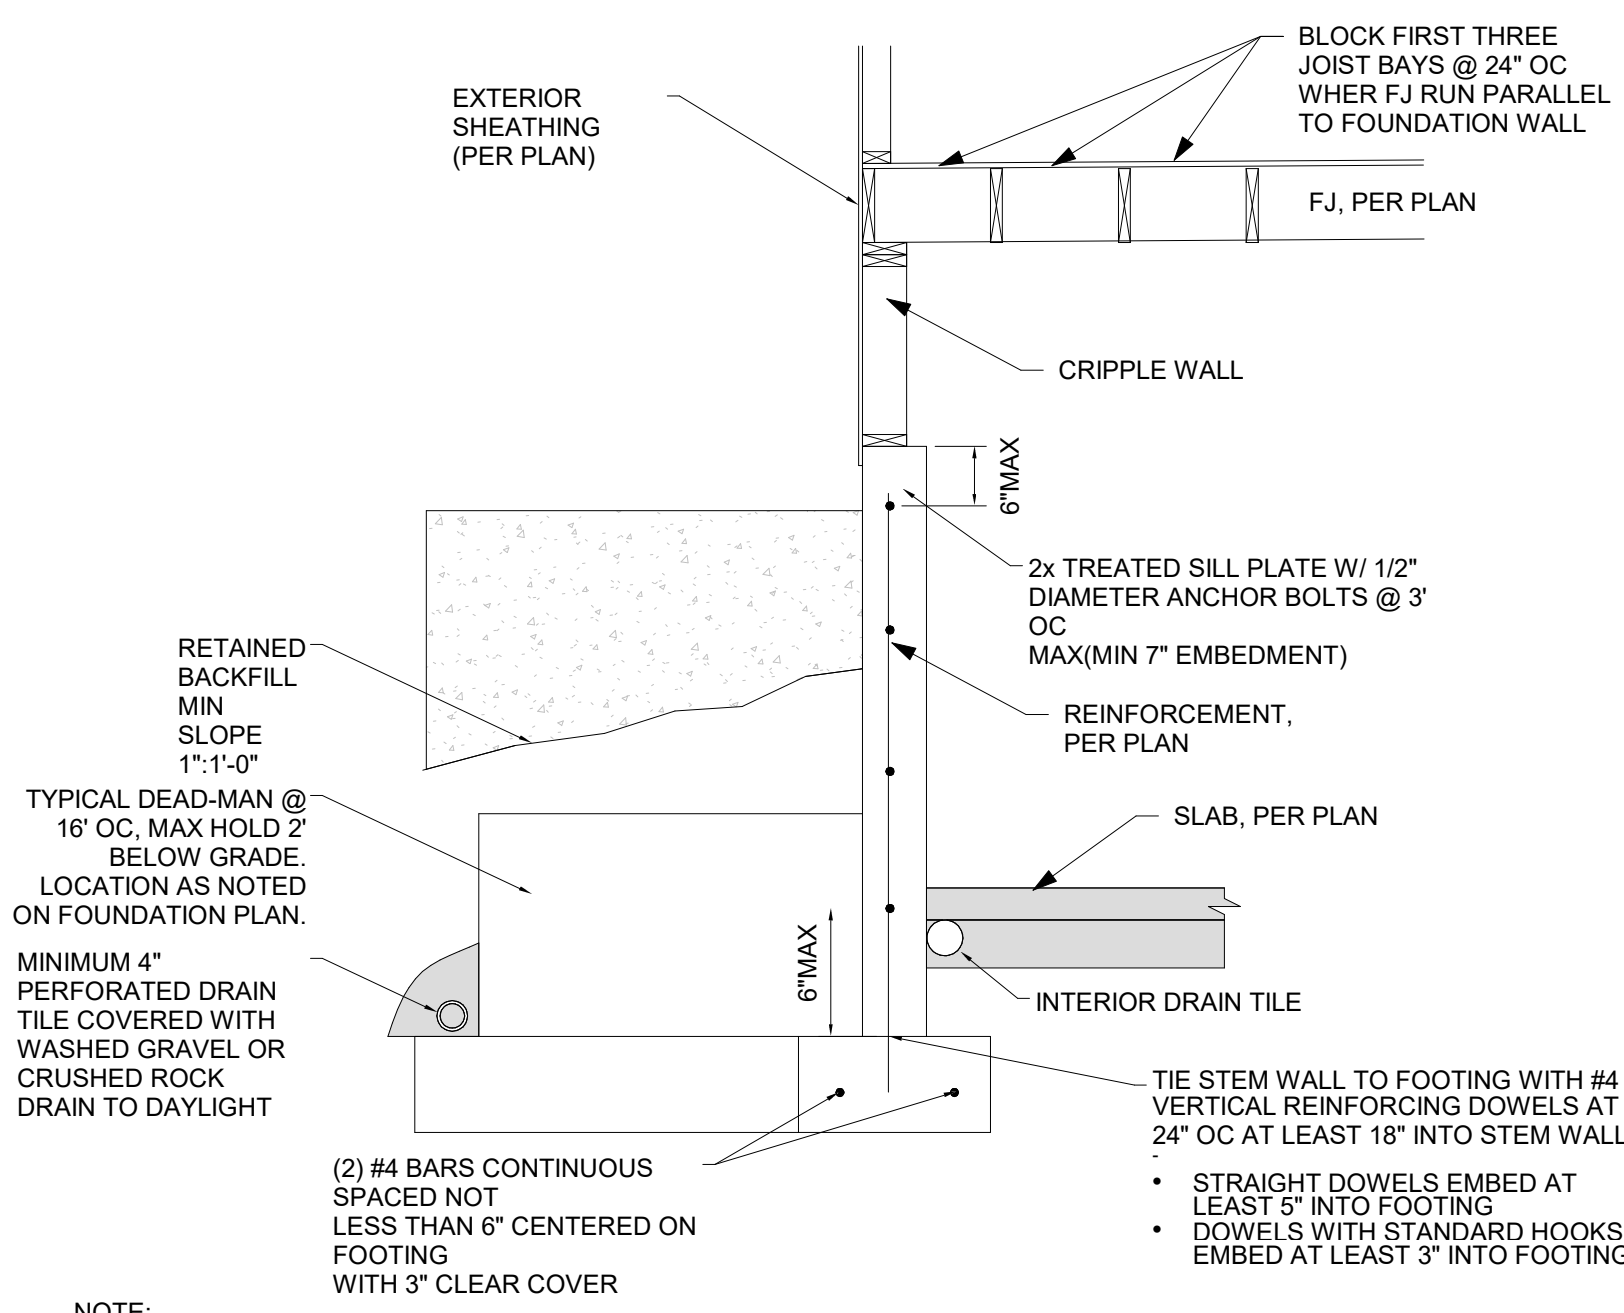 BLOCK FIRST THREE
JOIST BAYS @ 24" OC
WHER FJ RUN PARALLEL
TO FOUNDATION WALL
EXTERIOR
SHEATHING
(PER PLAN)
FJ, PER PLAN
CRIPPLE WALL
6"MAX
2x TREATED SILL PLATE W/ 1/2"
DIAMETER ANCHOR BOLTS @ 3'
OC
MAX(MIN 7" EMBEDMENT)
RETAINED
BACKFILL
MIN
SLOPE
1":1'-0"
REINFORCEMENT,
PER PLAN
TYPICAL DEAD-MAN @
16' OC, MAX HOLD 2'
BELOW GRADE.
LOCATION AS NOTED
ON FOUNDATION PLAN.
SLAB, PER PLAN
MINIMUM 4"
PERFORATED DRAIN
TILE COVERED WITH
WASHED GRAVEL OR
CRUSHED ROCK
DRAIN TO DAYLIGHT
6"MAX
INTERIOR DRAIN TILE
TIE STEM WALL TO FOOTING WITH #4
VERTICAL REINFORCING DOWELS AT
24" OC AT LEAST 18" INTO STEM WALL
-
• STRAIGHT DOWELS EMBED AT
LEAST 5" INTO FOOTING
• DOWELS WITH STANDARD HOOKS
EMBED AT LEAST 3" INTO FOOTING
(2) #4 BARS CONTINUOUS
SPACED NOT
LESS THAN 6" CENTERED ON
FOOTING
WITH 3" CLEAR COVER
NOTE: